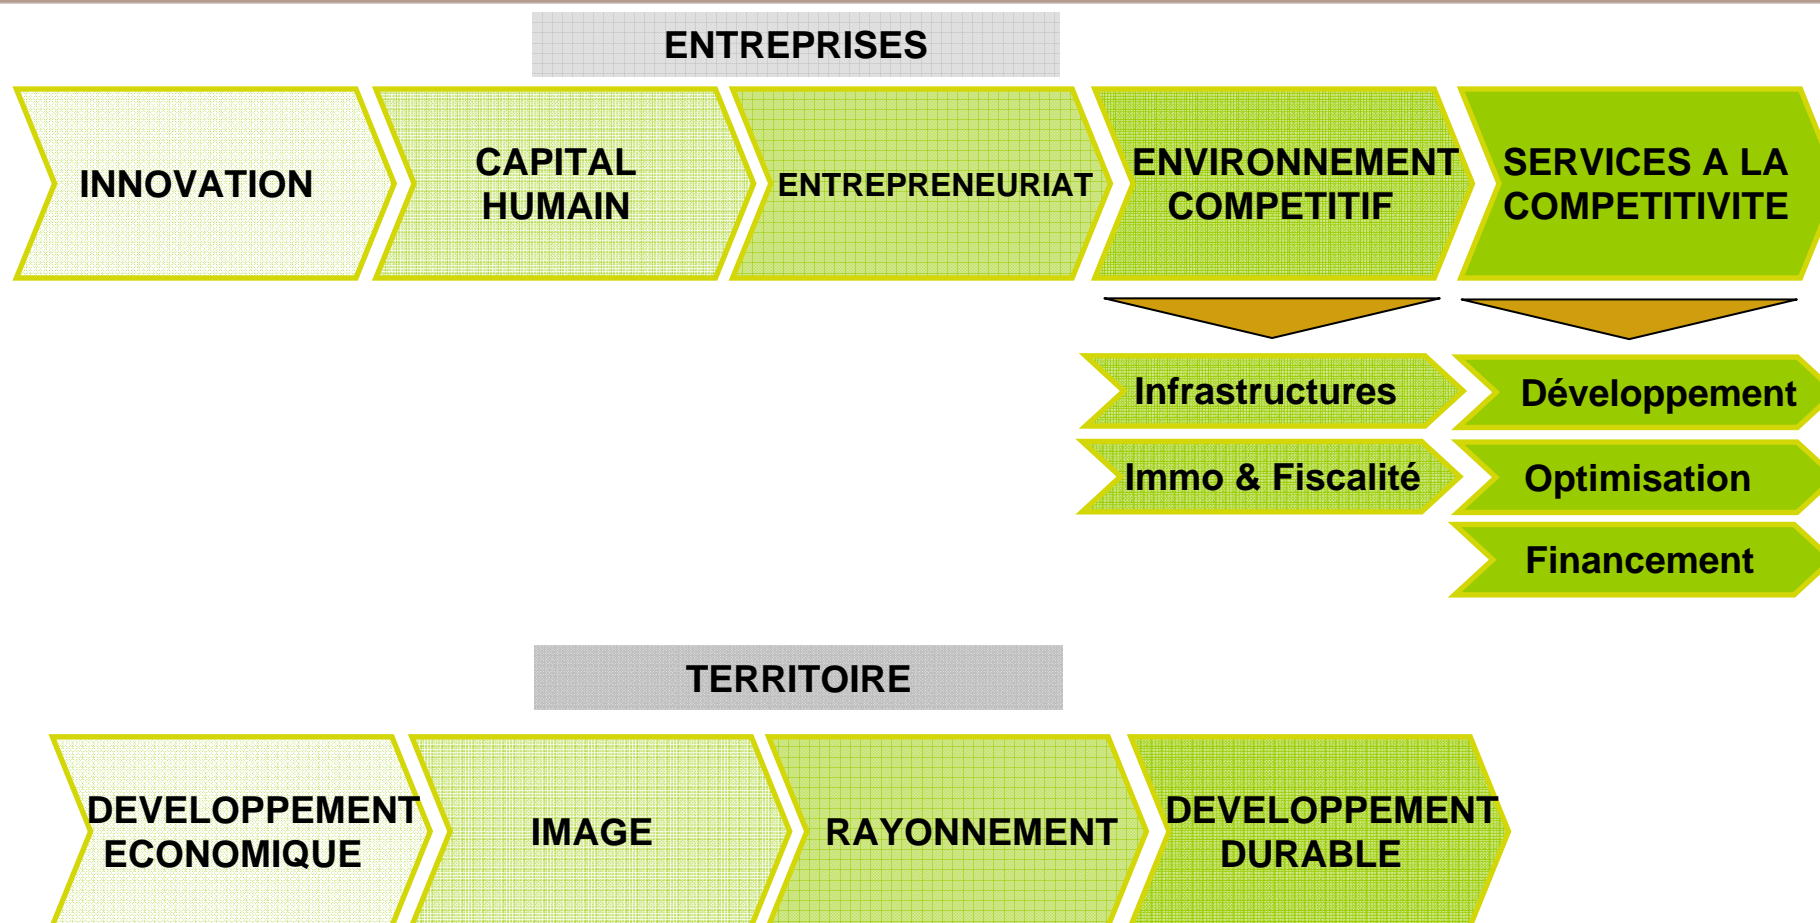 ENTREPRISES
INNOVATION
CAPITAL
HUMAIN
ENTREPRENEURIAT
ENVIRONNEMENT
COMPETITIF
SERVICES A LA
COMPETITIVITE
Infrastructures
Développement
Immo & Fiscalité
Optimisation
Financement
TERRITOIRE
DEVELOPPEMENT
ECONOMIQUE
IMAGE
RAYONNEMENT
DEVELOPPEMENT
DURABLE